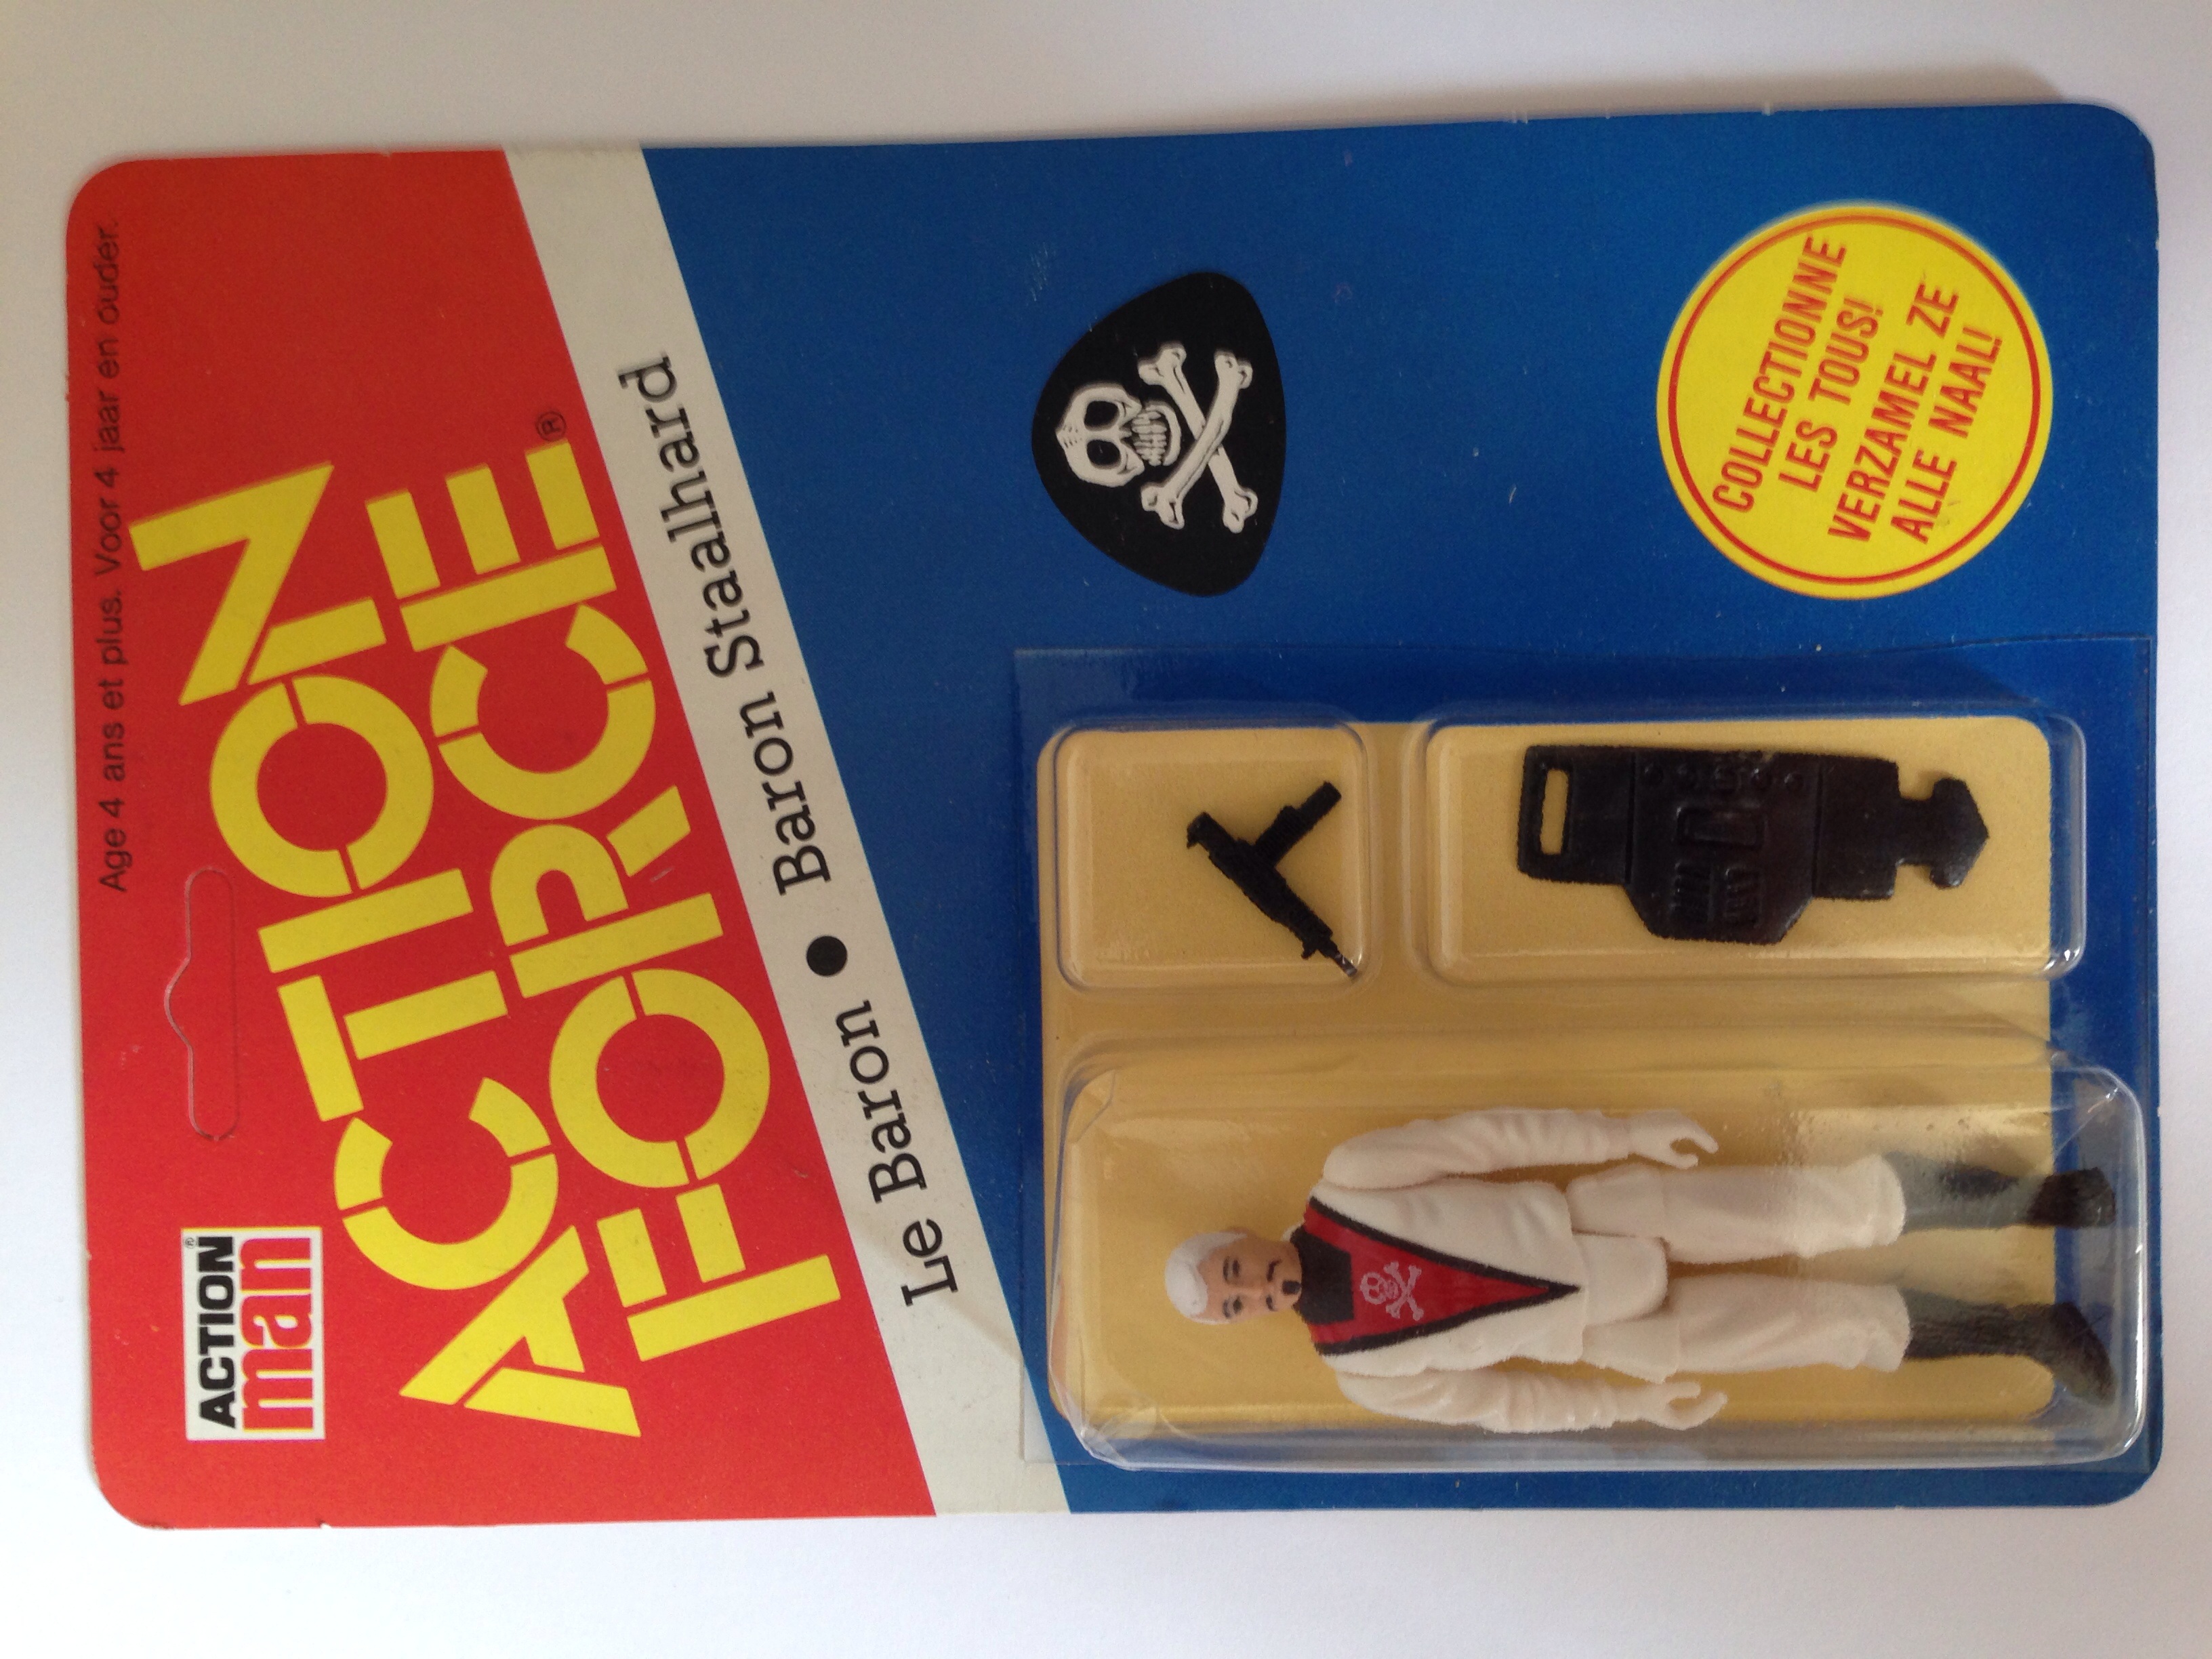 Age 4 ans et plus. Voor 4 jaar en ouder.
ACTION®
man
ACTION
FORCE®
Le Baron ● Baron Staalhard
COLLECTIONNE
LES TOUS!
VERZAMEL ZE
ALLE NAAL!